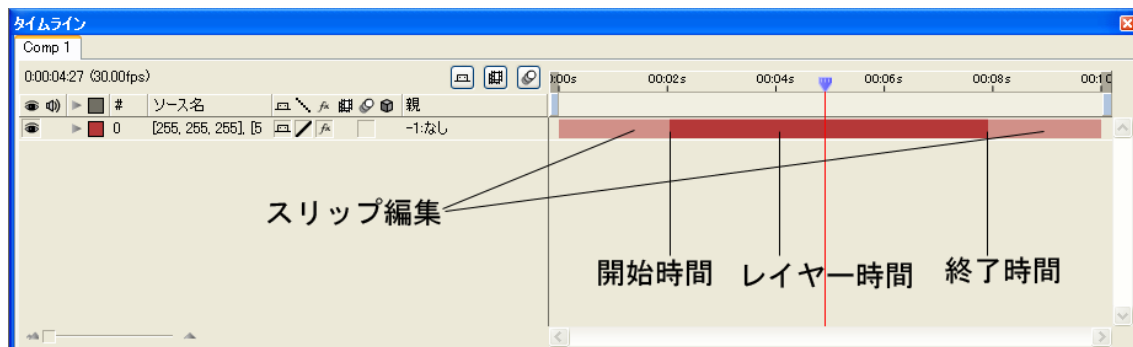 タイムライン
Comp 1
0:00:04:27 (30.00fps)
00s 00:02s 00:04s 00:06s 00:08s
# ソース名 親
0 [255, 255, 255], [5 -1:なし
スリップ編集
開始時間 レイヤー時間 終了時間